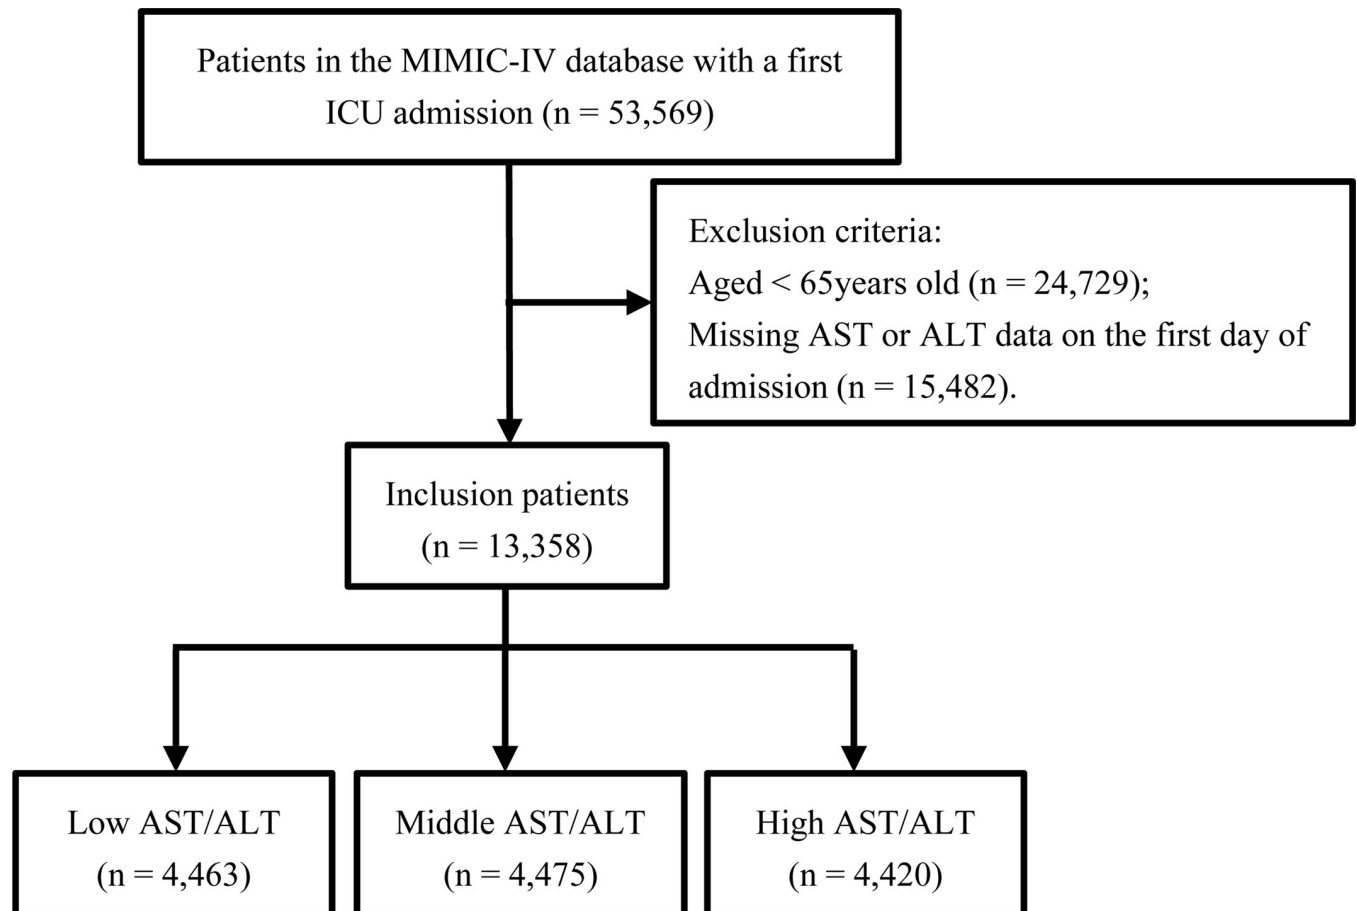 Patients in the MIMIC-IV database with a first
ICU admission (n = 53,569)
Exclusion criteria:
Aged < 65years old (n = 24,729);
Missing AST or ALT data on the first day of
admission (n = 15,482).
Inclusion patients
(n = 13,358)
Low AST/ALT
(n = 4,463)
Middle AST/ALT
(n = 4,475)
High AST/ALT
(n = 4,420)